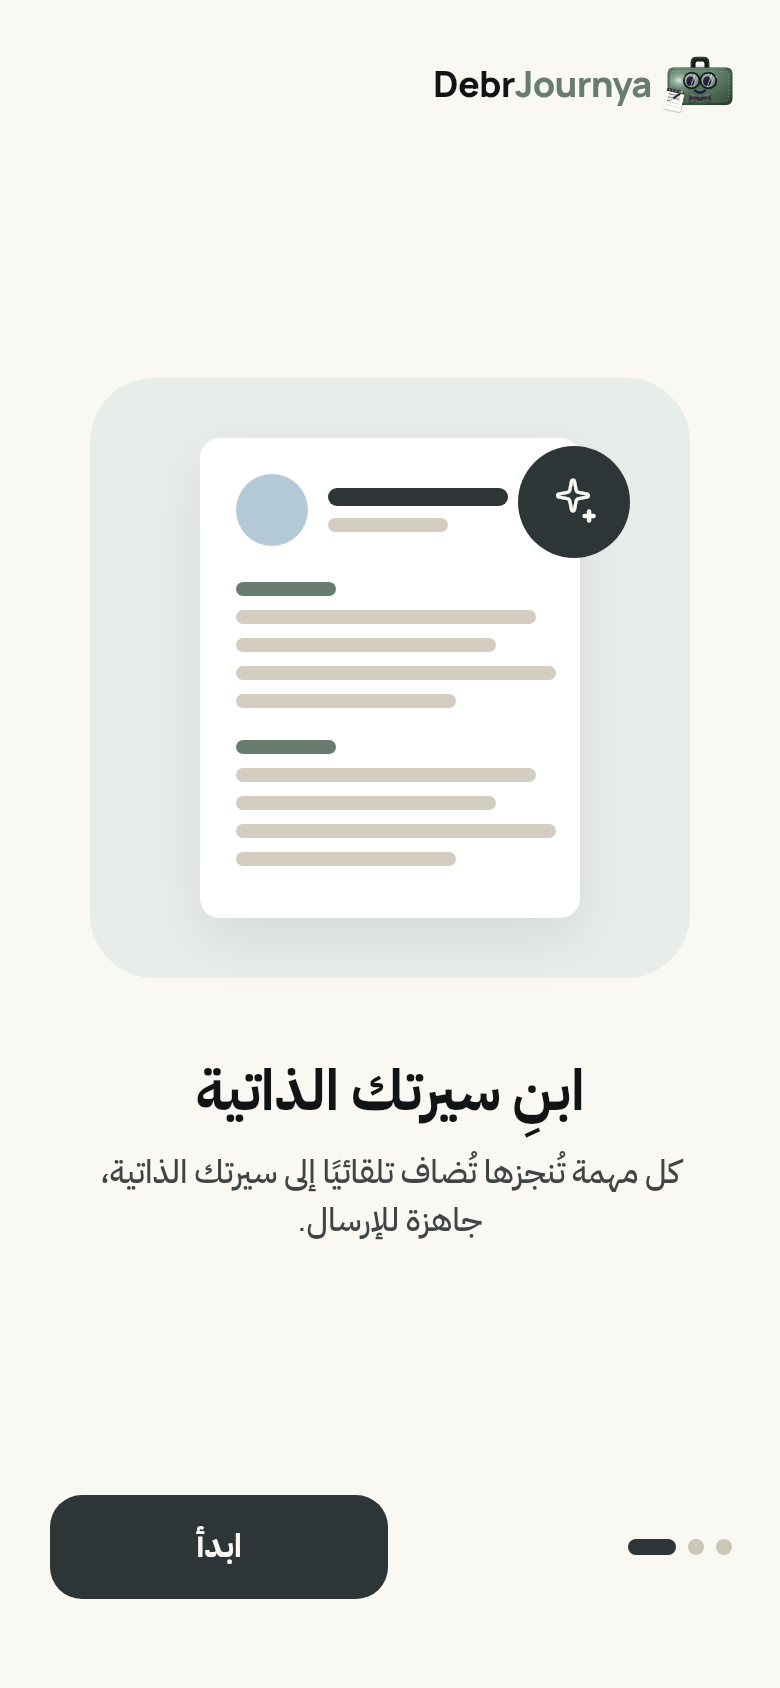 DebrJournya
ابنِ سيرتك الذاتية
كل مهمة تُنجزها تُضاف تلقائيًا إلى سيرتك الذاتية،
جاهزة للإرسال.
ابدأ